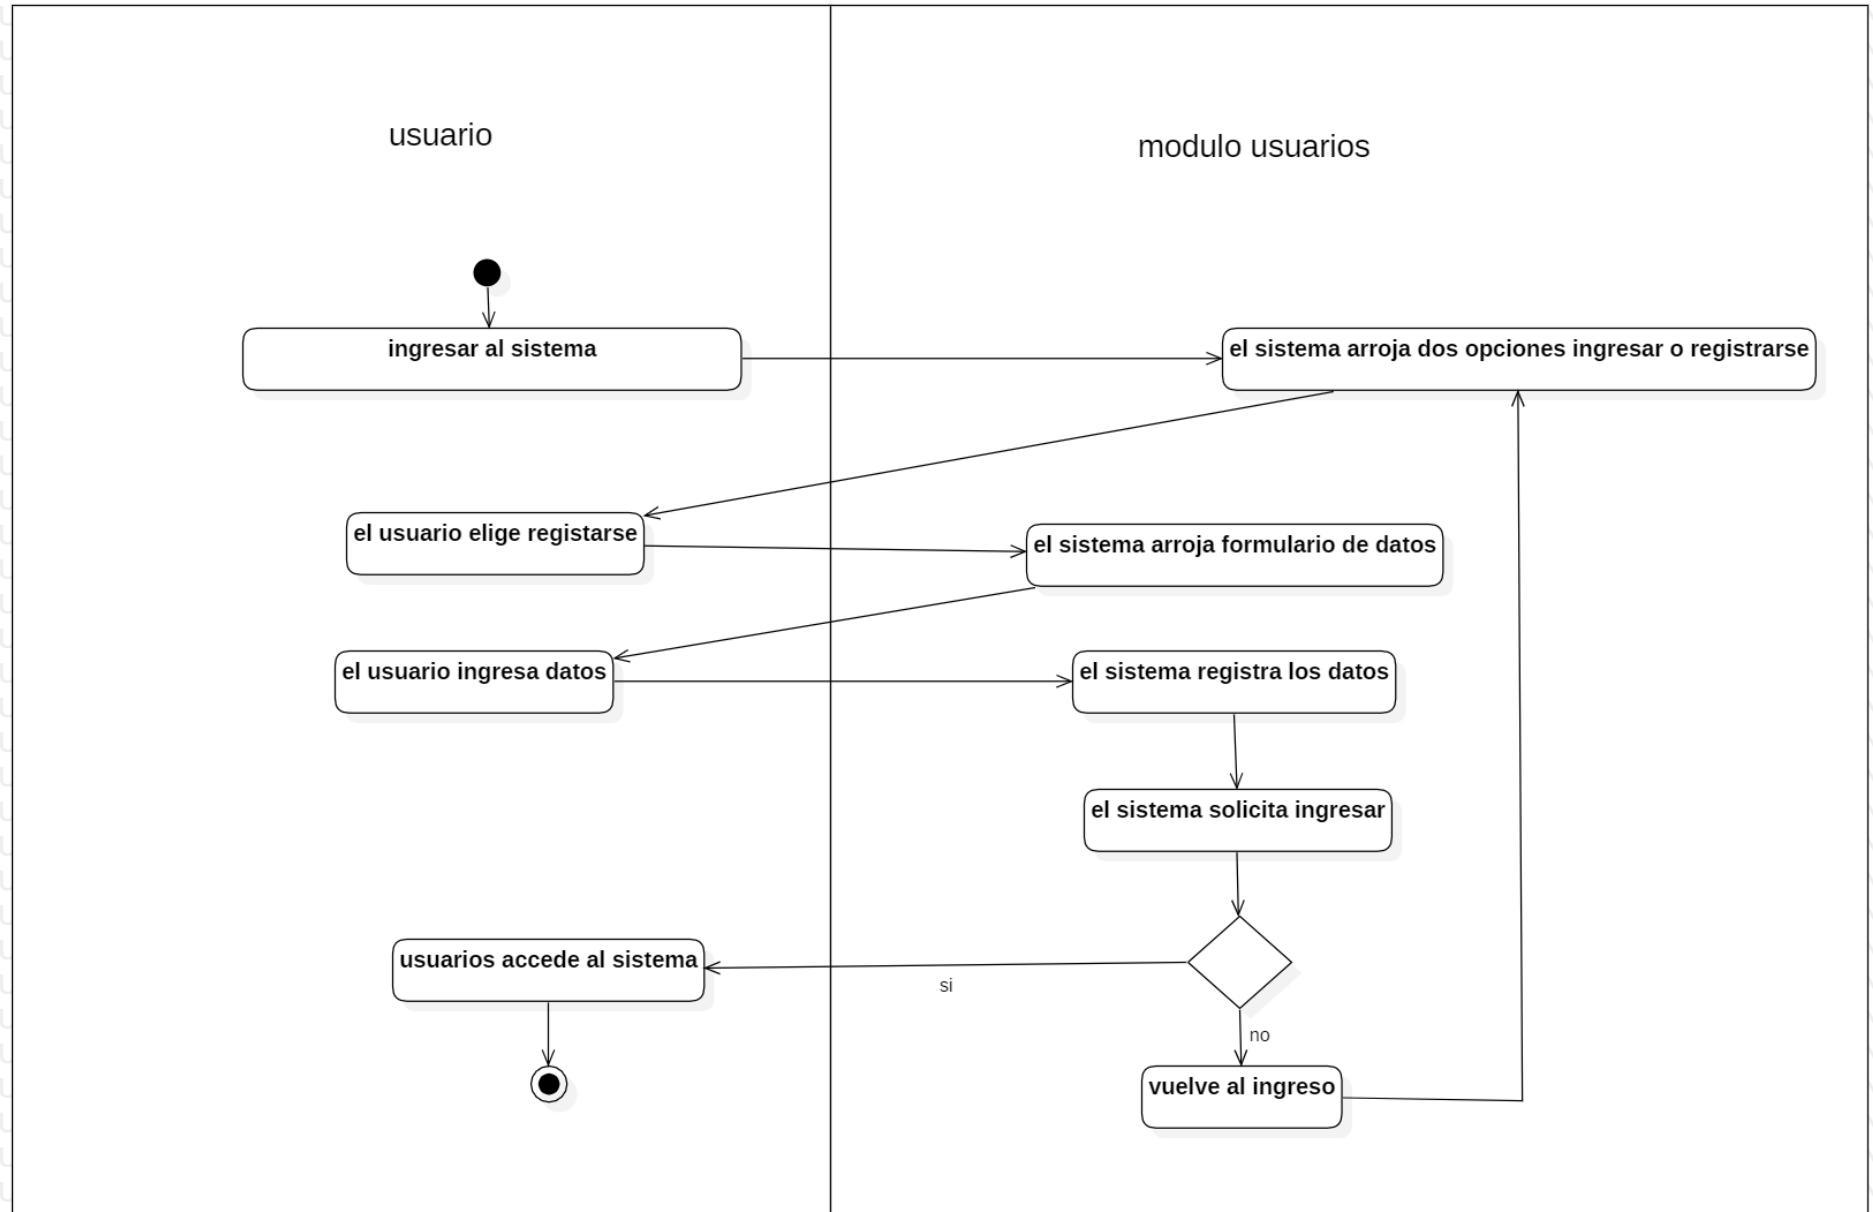 usuario
modulo usuarios
ingresar al sistema
el sistema arroja dos opciones ingresar o registrarse
el usuario elige registarse
el sistema arroja formulario de datos
el usuario ingresa datos
el sistema registra los datos
el sistema solicita ingresar
usuarios accede al sistema
si
no
vuelve al ingreso